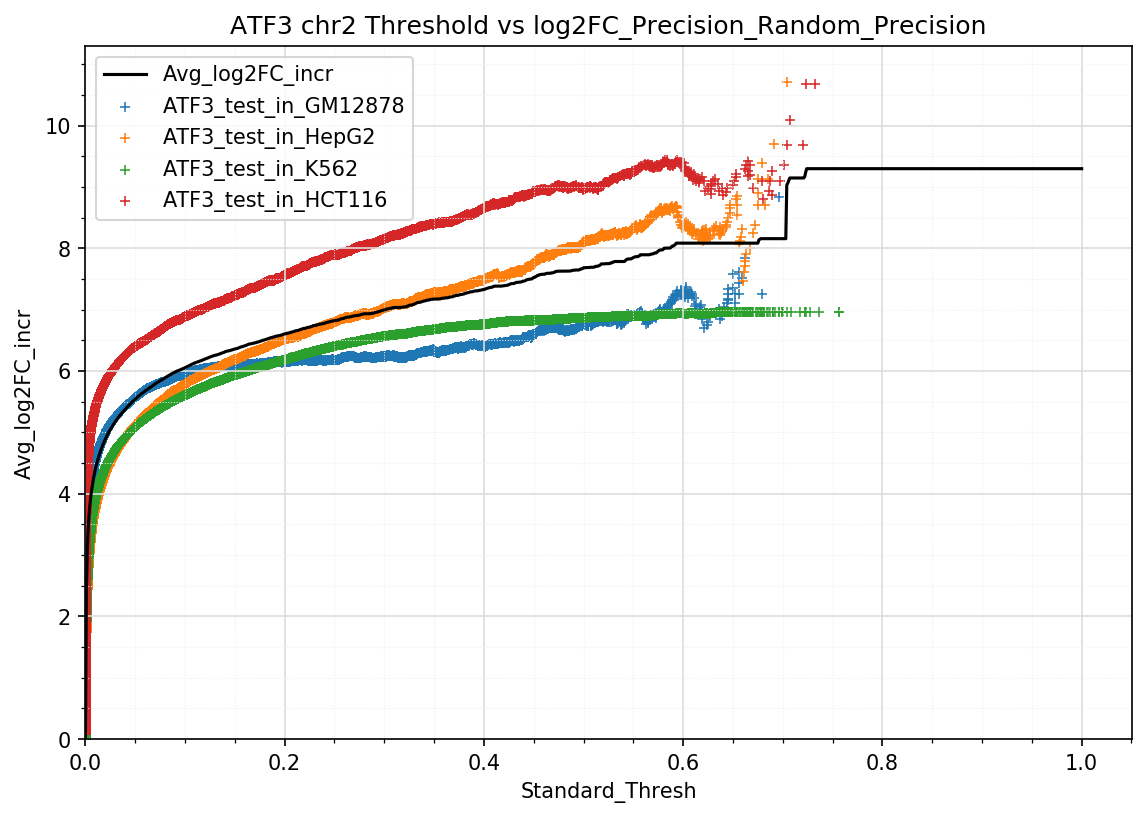 ATF3 chr2 Threshold vs log2FC_Precision_Random_Precision
Avg_log2FC_incr
ATF3_test_in_GM12878
ATF3_test_in_HepG2
ATF3_test_in_K562
ATF3_test_in_HCT116
Avg_log2FC_incr
10
8
6
4
2
0
0.0 0.2 0.4 0.6 0.8 1.0
Standard_Thresh